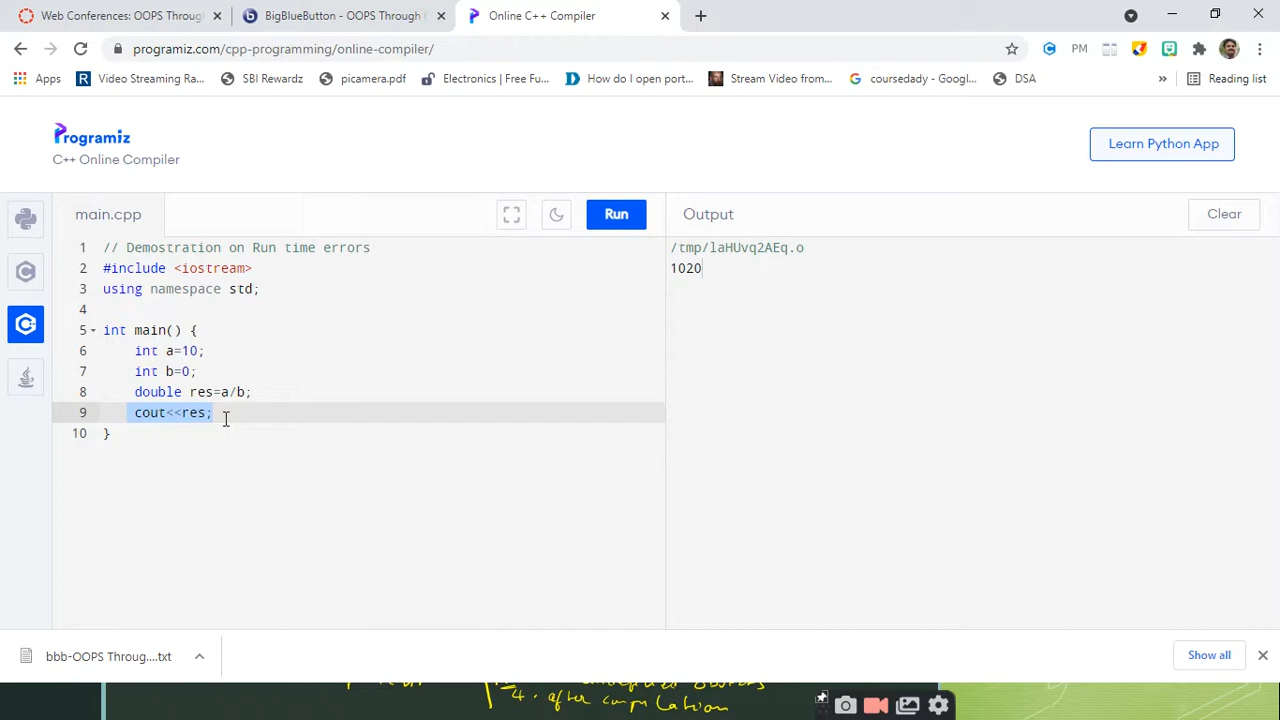 Web Conferences: OOPS Throug
BigBlueButton - OOPS Through
Online C++ Compiler
programiz.com/cpp-programming/online-compiler/
PM
Apps
Video Streaming Ra...
SBI Rewardz
picamera.pdf
Electronics | Free Fu...
How do I open port...
Stream Video from...
coursedady - Googl...
DSA
»
Reading list
Programiz
C++ Online Compiler
Learn Python App
main.cpp
Run
Output
Clear
1 // Demostration on Run time errors
2 #include <iostream>
3 using namespace std;
4
5 int main() {
6 int a=10;
7 int b=0;
8 double res=a/b;
9 cout<<res;
10 }
/tmp/laHUvq2AEq.o
1020
bbb-OOPS Throug....txt
Show all
4. after compilation